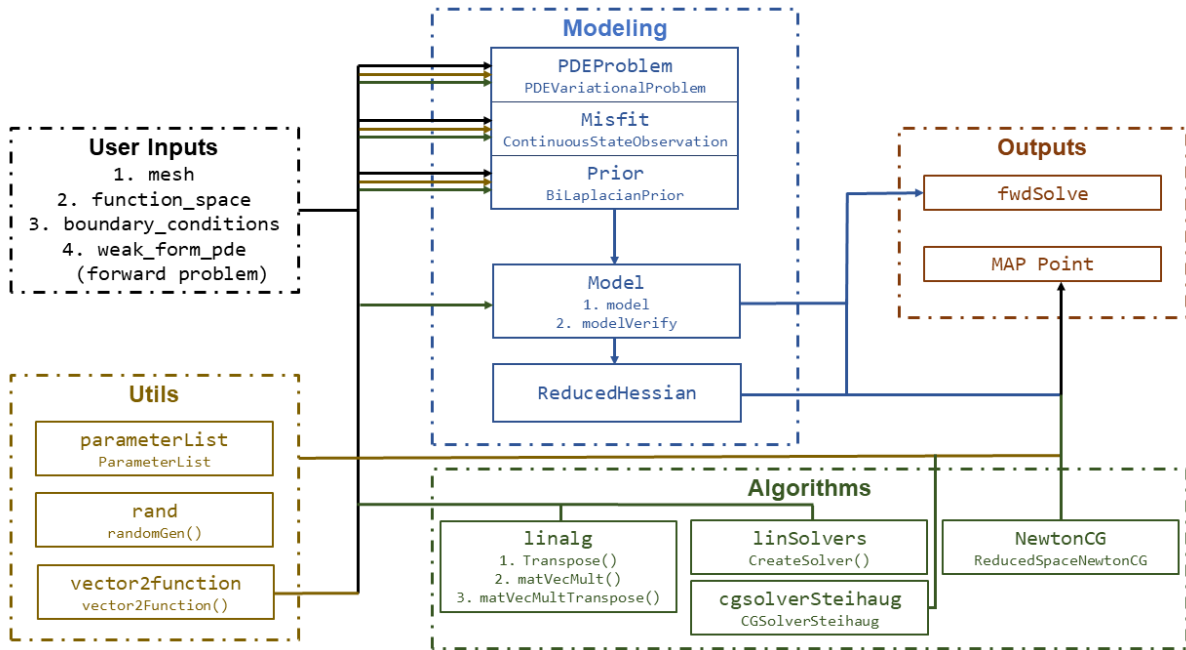 User Inputs
1. mesh
2. function_space
3. boundary_conditions
4. weak_form_pde
(forward problem)
Utils
parameterList
ParameterList
rand
randomGen()
vector2function
vector2Function()
Modeling
PDEProblem
PDEVariationalProblem
Misfit
ContinuousStateObservation
Prior
BiLaplacianPrior
Model
1. model
2. modelVerify
ReducedHessian
Algorithms
linalg
1. Transpose()
2. matVecMult()
3. matVecMultTranspose()
linSolvers
CreateSolver()
cgsolverSteihaug
CGSolverSteihaug
NewtonCG
ReducedSpaceNewtonCG
Outputs
fwdSolve
MAP Point